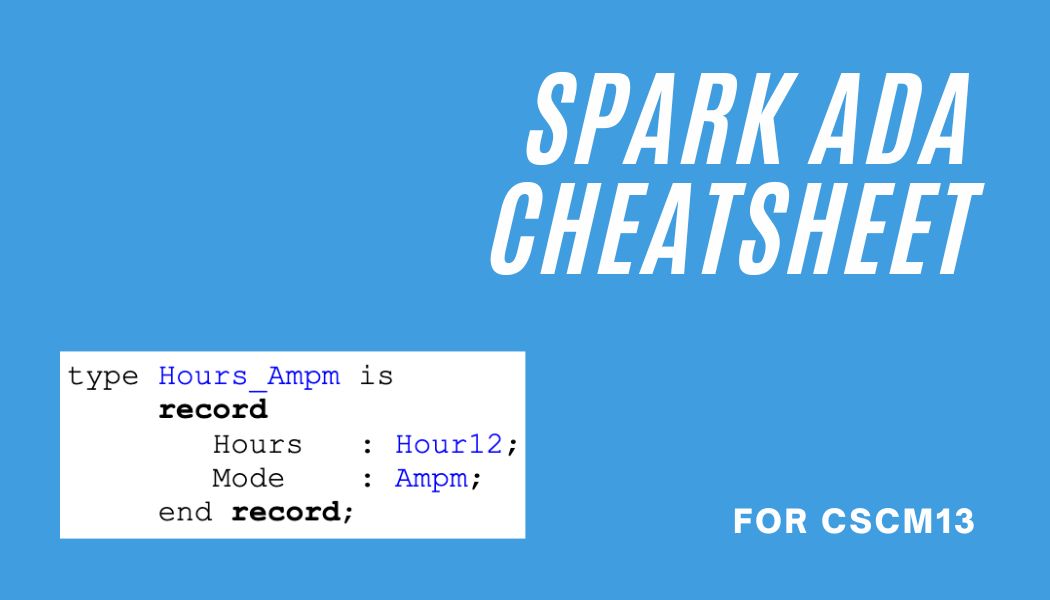 SPARK ADA
CHEATSHEET
type Hours_Ampm is
record
Hours : Hour12;
Mode : Ampm;
end record;
FOR CSCM13